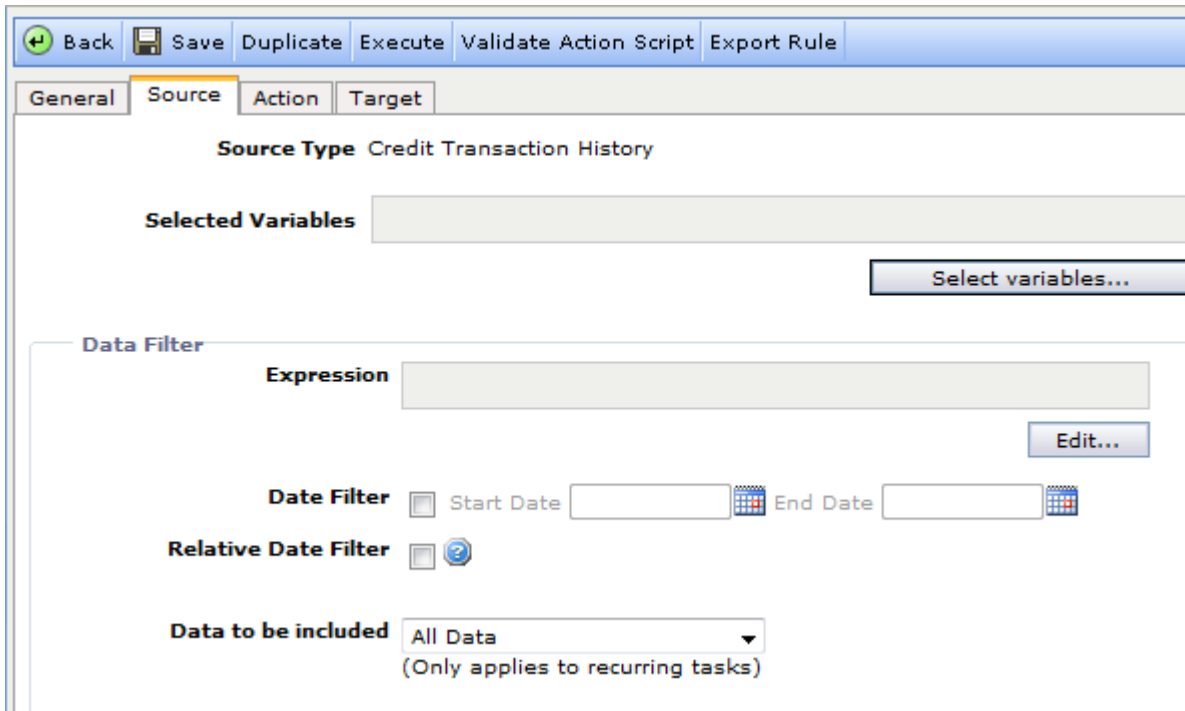 Back Save Duplicate Execute Validate Action Script Export Rule
General Source Action Target
Source Type Credit Transaction History
Selected Variables
Select variables...
Data Filter
Expression
Edit...
Date Filter Start Date End Date
Relative Date Filter
Data to be included All Data
(Only applies to recurring tasks)